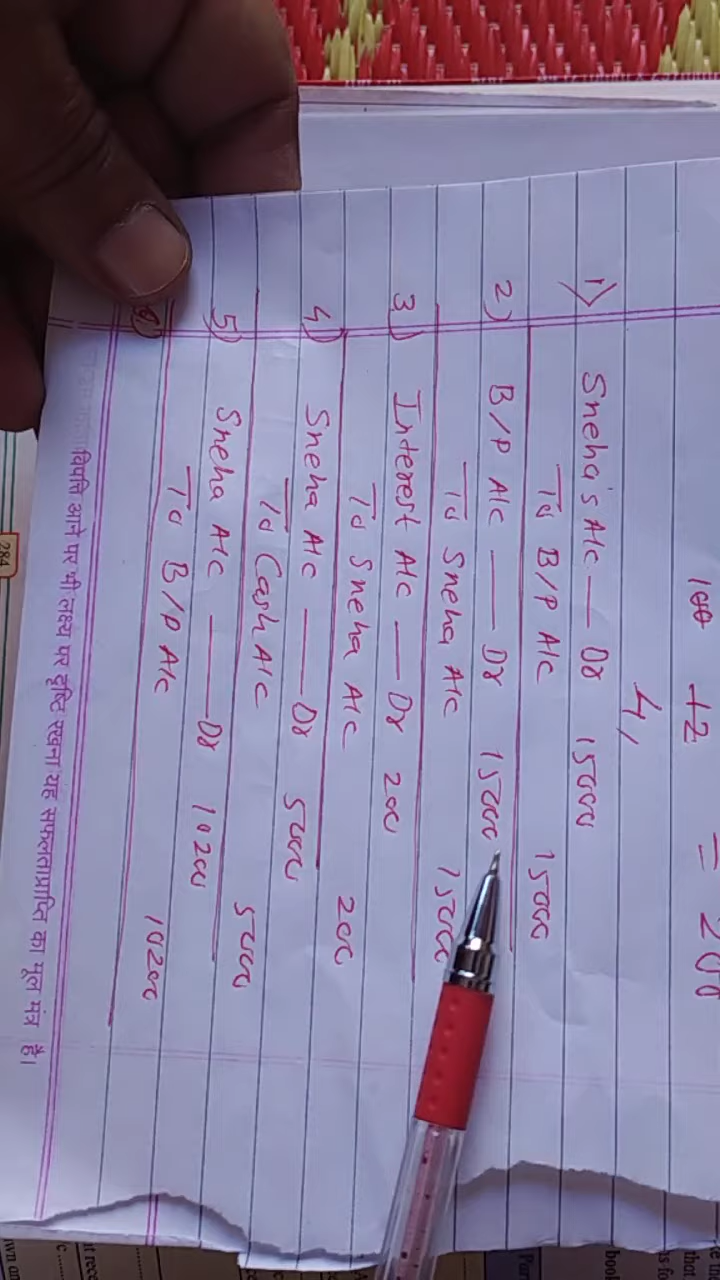 100 +2 = 200
4,
1> Sneha's A/c — Dr 15000
To B/P A/c 15000
2) B/P A/c — Dr 15000
To Sneha A/c 15000
3) Interest A/c — Dr 200
To Sneha A/c 200
4) Sneha A/c — Dr 5000
To Cash A/c 5000
5) Sneha A/c — Dr 10200
To B/P A/c 10200
विपत्ति आने पर भी लक्ष्य पर दृष्टि रखना यह सफलताप्राप्ति का मूल मंत्र है।
284